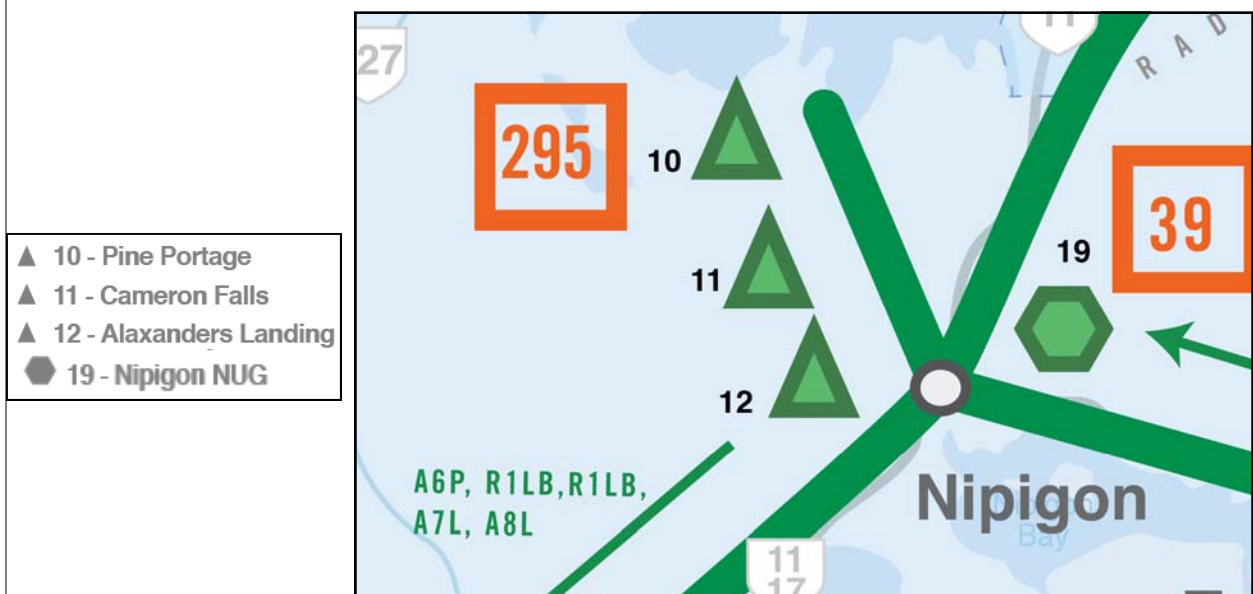 10 - Pine Portage
11 - Cameron Falls
12 - Alaxanders Landing
19 - Nipigon NUG
27
11
R A D
295
10
39
19
11
12
A6P, R1LB,R1LB,
A7L, A8L
Nipigon
Bay
11
17